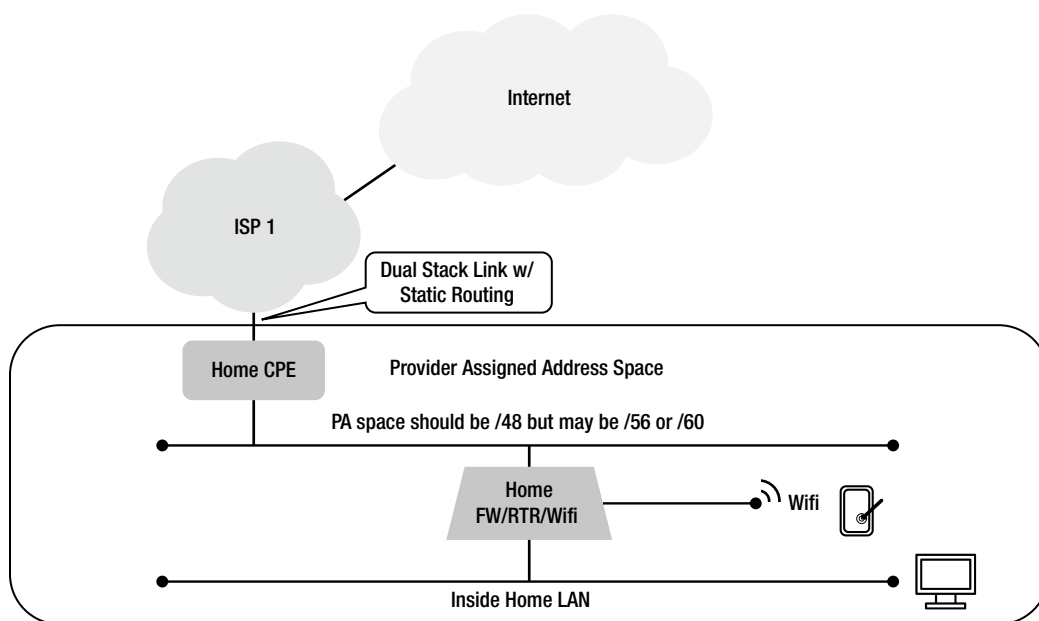 Internet
ISP 1
Dual Stack Link w/
Static Routing
Home CPE
Provider Assigned Address Space
PA space should be /48 but may be /56 or /60
Home
FW/RTR/Wifi
Wifi
Inside Home LAN